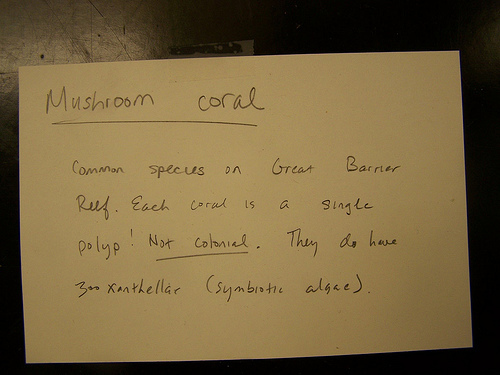 Mushroom coral
Common species on Great Barrier
Reef. Each coral is a single
polyp! Not colonial. They do have
zooxanthellae (symbiotic algae).